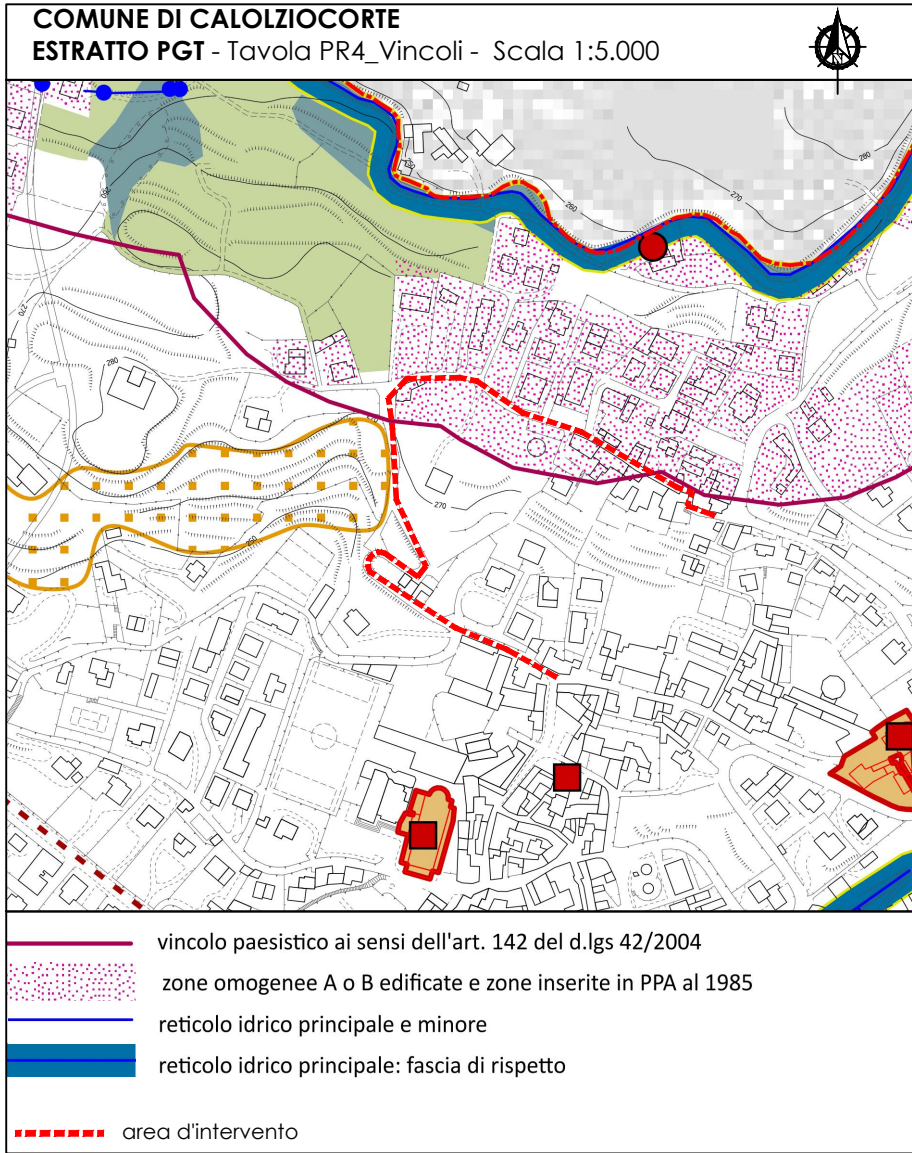 COMUNE DI CALOLZIOCORTE
ESTRATTO PGT - Tavola PR4_Vincoli - Scala 1:5.000
260
280
270
260
270
280
270
vincolo paesistico ai sensi dell'art. 142 del d.lgs 42/2004
zone omogenee A o B edificate e zone inserite in PPA al 1985
reticolo idrico principale e minore
reticolo idrico principale: fascia di rispetto
area d'intervento